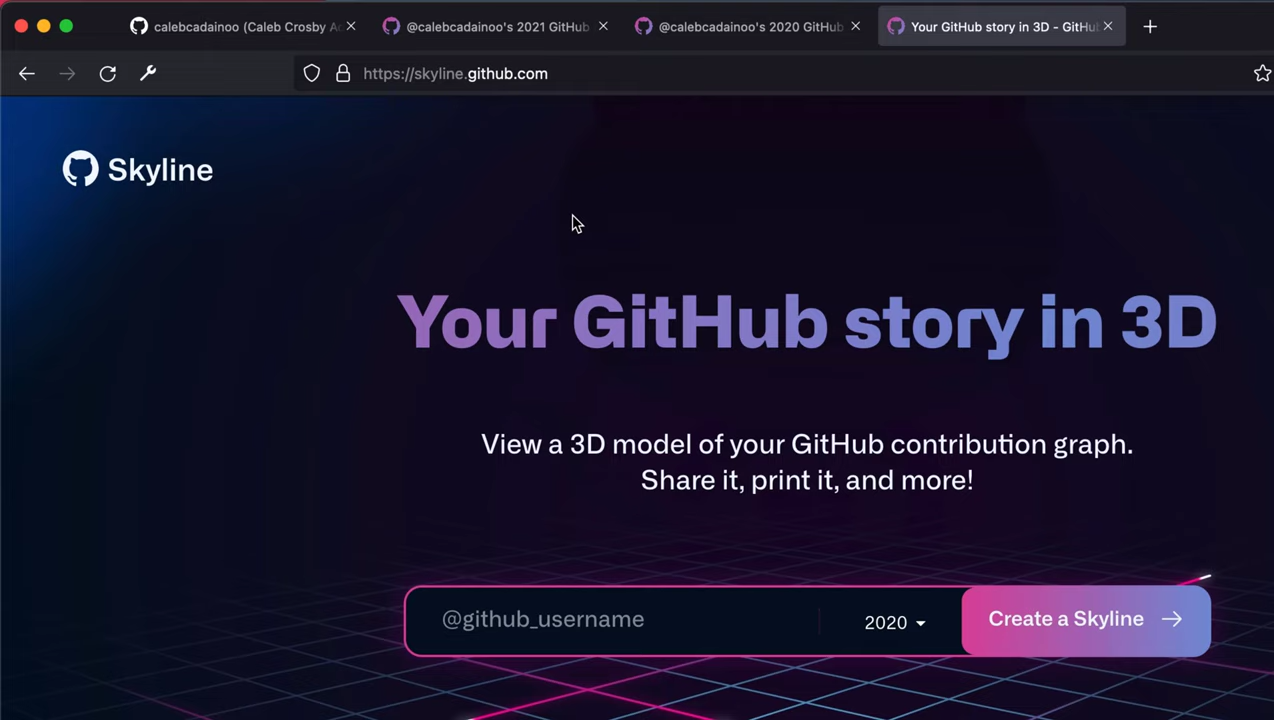 calebcadainoo (Caleb Crosby Ac
@calebcadainoo's 2021 GitHub
@calebcadainoo's 2020 GitHub
Your GitHub story in 3D - GitHu
https://skyline.github.com
Skyline
Your GitHub story in 3D
View a 3D model of your GitHub contribution graph.
Share it, print it, and more!
@github_username
2020
Create a Skyline